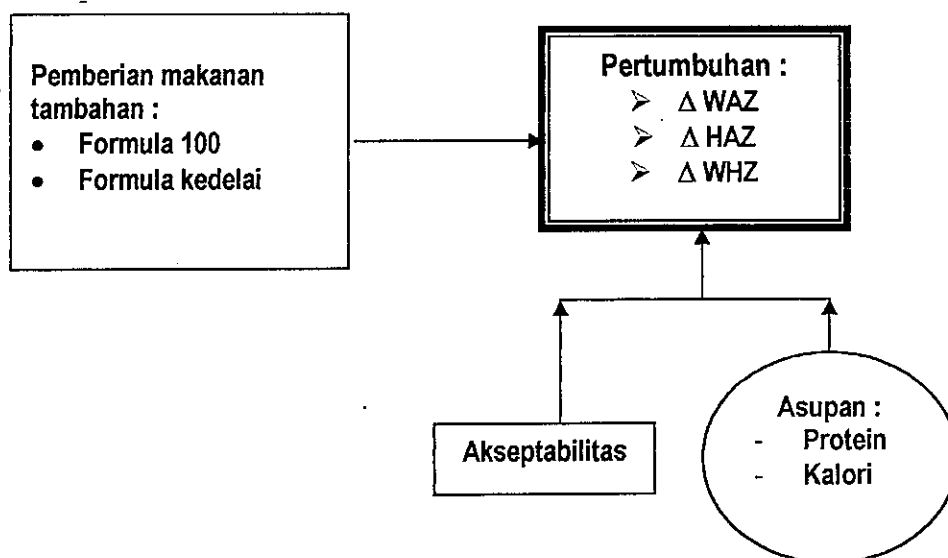 Pemberian makanan
tambahan :
• Formula 100
• Formula kedelai
Pertumbuhan :
➢ Δ WAZ
➢ Δ HAZ
➢ Δ WHZ
Akseptabilitas
Asupan :
- Protein
- Kalori